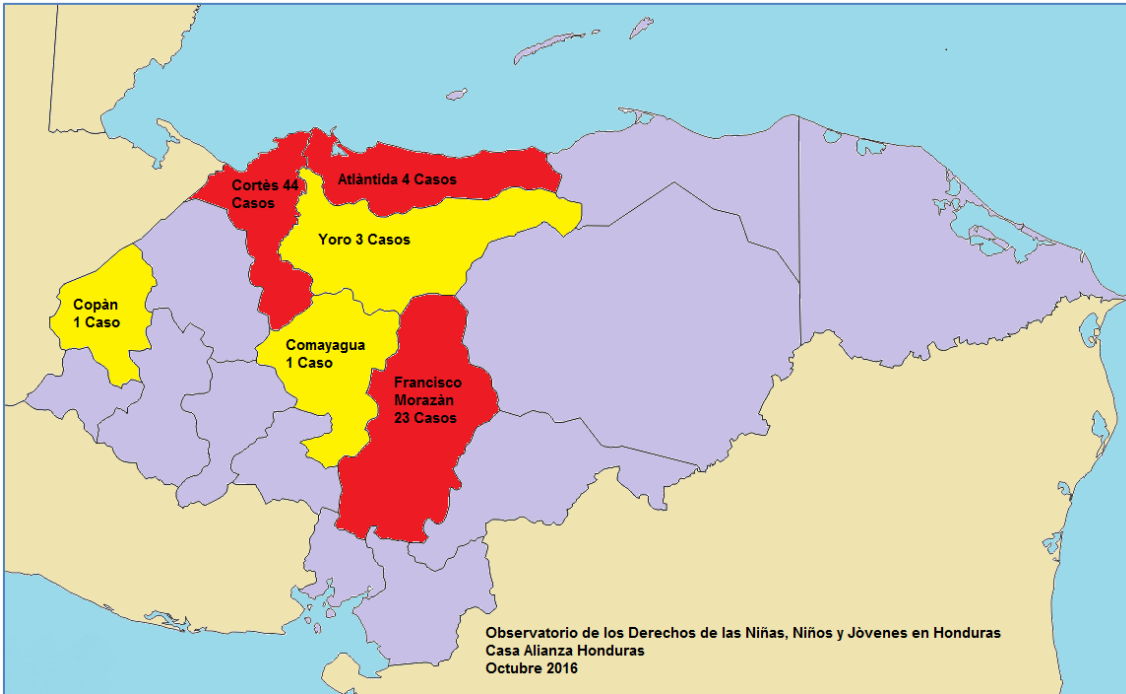 Cortès 44
Casos
Atlàntida 4 Casos
Yoro 3 Casos
Copàn
1 Caso
Comayagua
1 Caso
Francisco
Morazàn
23 Casos
Observatorio de los Derechos de las Niñas, Niños y Jòvenes en Honduras
Casa Alianza Honduras
Octubre 2016